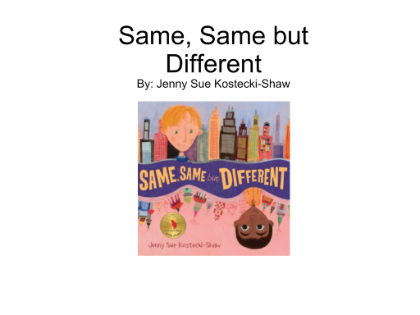 Same, Same but
Different
By: Jenny Sue Kostecki-Shaw
SAME, SAME but DIFFERENT
Jenny Sue Kostecki-Shaw